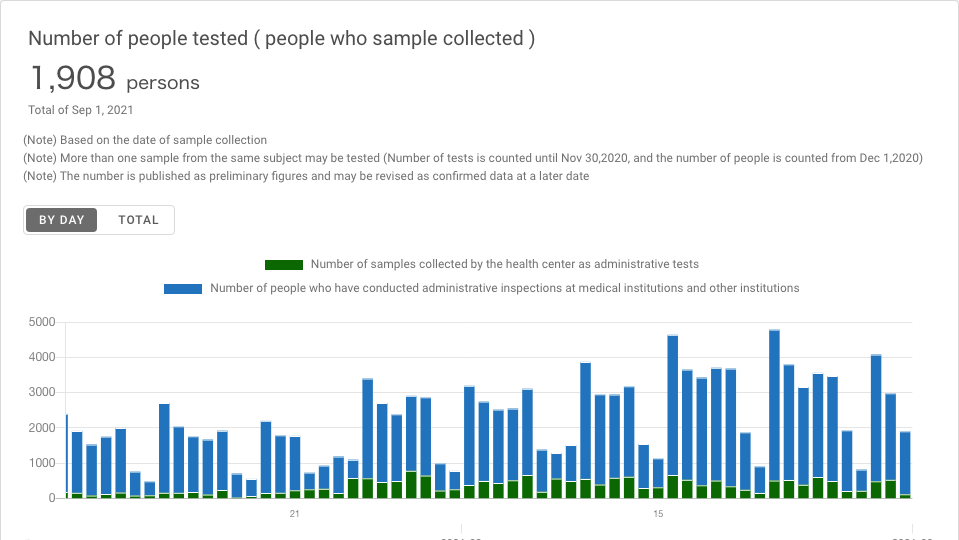 Number of people tested ( people who sample collected )
1,908 persons
Total of Sep 1, 2021
(Note) Based on the date of sample collection
(Note) More than one sample from the same subject may be tested (Number of tests is counted until Nov 30,2020, and the number of people is counted from Dec 1,2020)
(Note) The number is published as preliminary figures and may be revised as confirmed data at a later date
BY DAY TOTAL
Number of samples collected by the health center as administrative tests
Number of people who have conducted administrative inspections at medical institutions and other institutions
5000
4000
3000
2000
1000
0
21 15